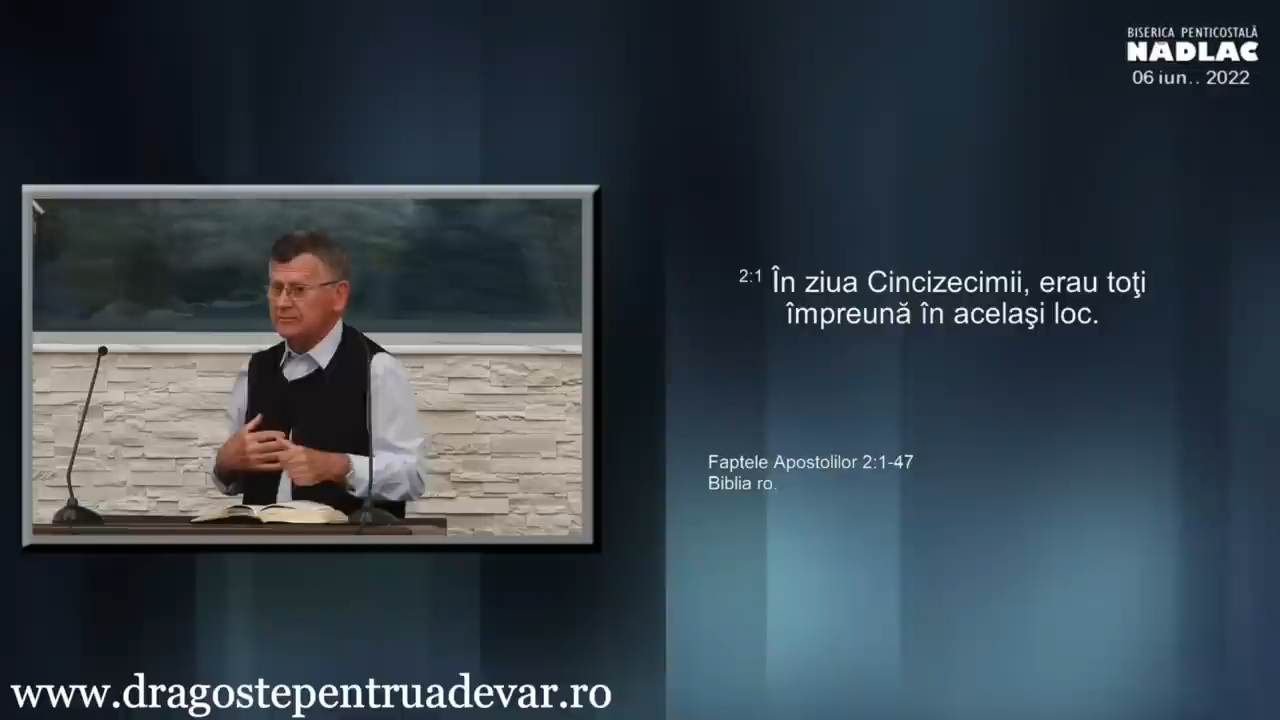 BISERICA PENTICOSTALĂ
NĂDLAC
06 iun.. 2022
2:1 În ziua Cincizecimii, erau toţi
împreună în acelaşi loc.
Faptele Apostolilor 2:1-47
Biblia ro.
www.dragostepentruadevar.ro